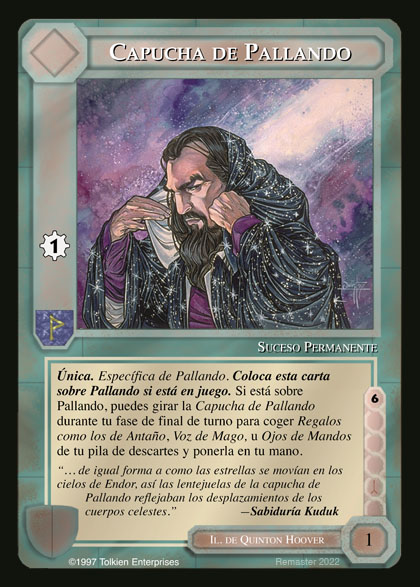 Capucha de Pallando
1
Suceso Permanente
Única. Específica de Pallando. Coloca esta carta
sobre Pallando si está en juego. Si está sobre
Pallando, puedes girar la Capucha de Pallando
durante tu fase de final de turno para coger Regalos
como los de Antaño, Voz de Mago, u Ojos de Mandos
de tu pila de descartes y ponerla en tu mano.
6
“… de igual forma a como las estrellas se movían en los
cielos de Endor, así las lentejuelas de la capucha de
Pallando reflejaban los desplazamientos de los
cuerpos celestes.” —Sabiduría Kuduk
Il. de Quinton Hoover
1
©1997 Tolkien Enterprises
Remaster 2022